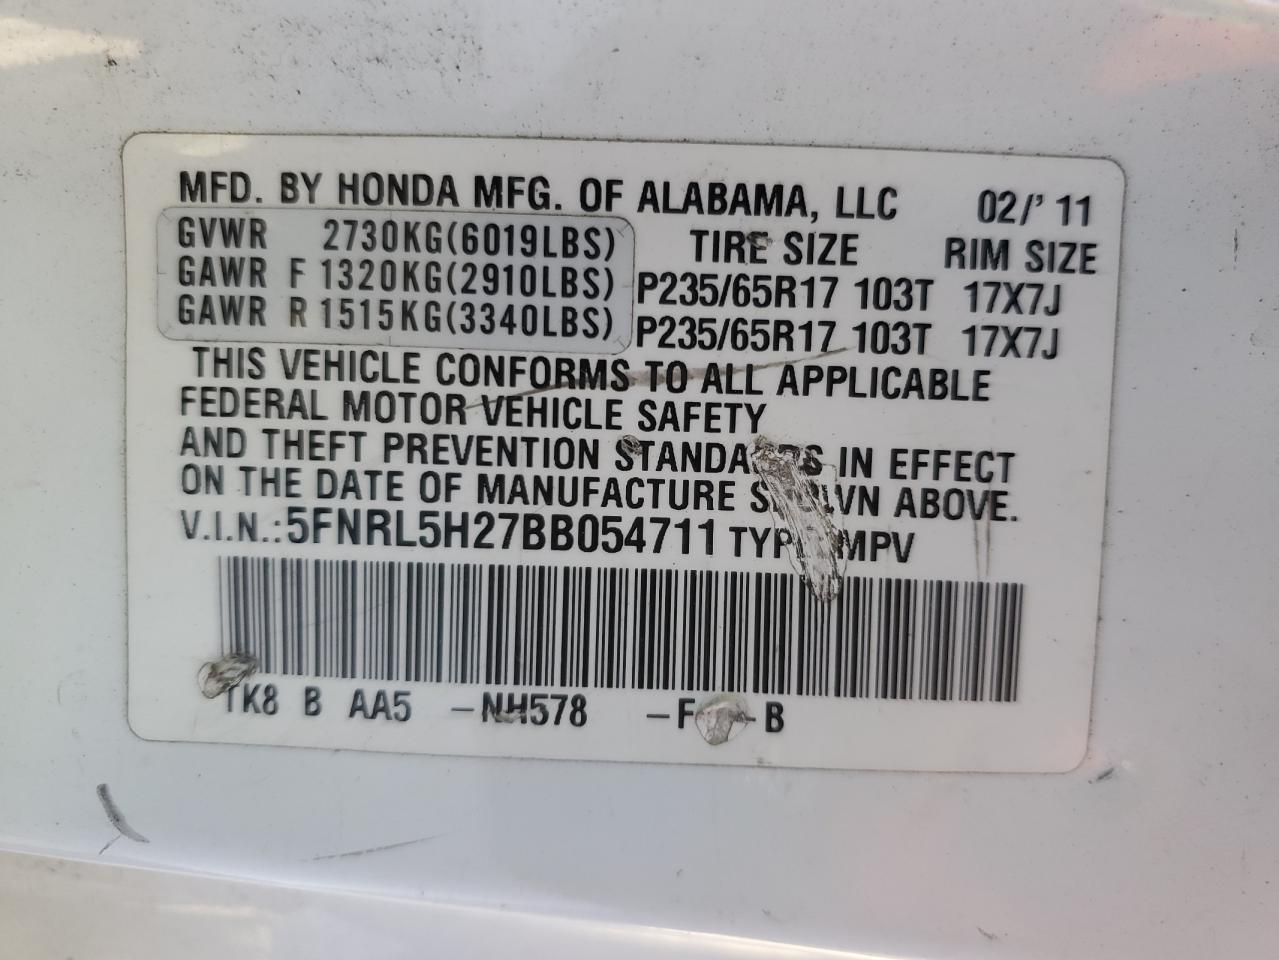 MFD. BY HONDA MFG. OF ALABAMA, LLC 02/' 11
GVWR 2730KG(6019LBS) TIRE SIZE RIM SIZE
GAWR F 1320KG(2910LBS) P235/65R17 103T 17X7J
GAWR R 1515KG(3340LBS) P235/65R17 103T 17X7J
THIS VEHICLE CONFORMS TO ALL APPLICABLE
FEDERAL MOTOR VEHICLE SAFETY
AND THEFT PREVENTION IN EFFECT
ON THE DATE OF MANUFACTURE ABOVE.
V.I.N.:5FNRL5H27BB054711 MPV
TK8 B AA5 -NH578 B